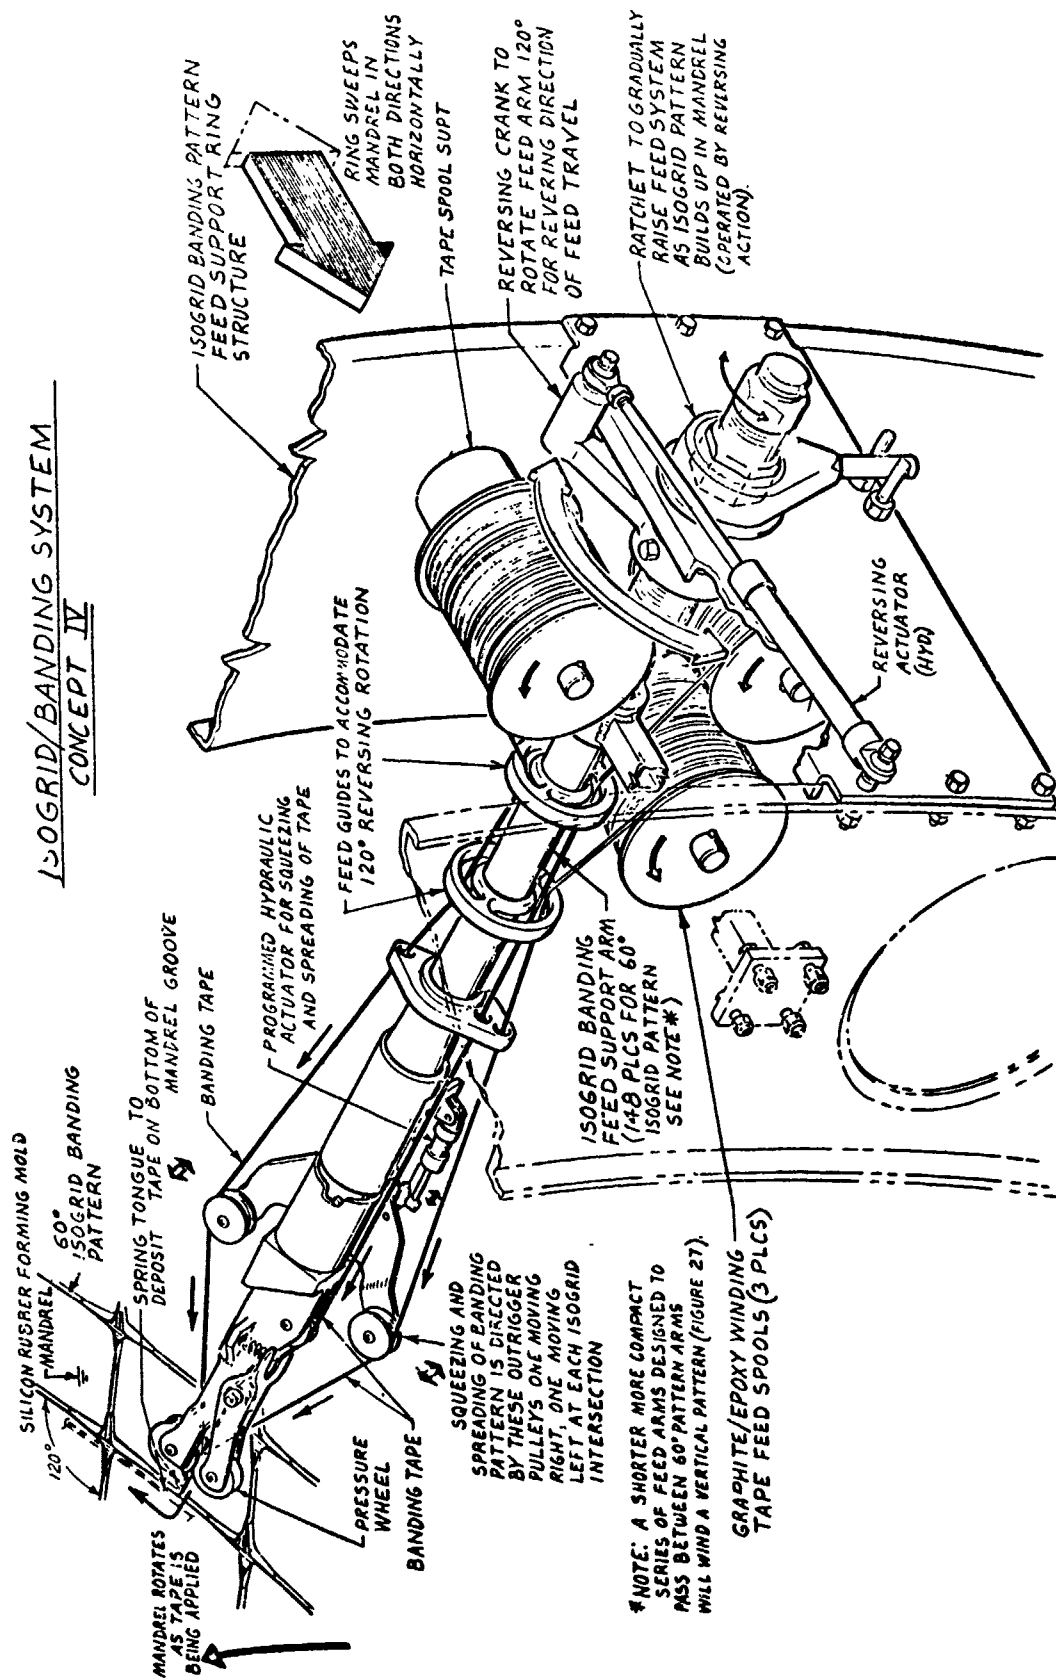 ISOGRID/BANDING SYSTEM
CONCEPT IV
SILICON RUBBER FORMING MOLD
(MANDREL)
120°
60°
ISOGRID BANDING
PATTERN
SPRING TONGUE TO
DEPOSIT TAPE ON BOTTOM OF
MANDREL GROOVE
BANDING TAPE
PROGRAMMED HYDRAULIC
ACTUATOR FOR SQUEEZING
AND SPREADING OF TAPE
FEED GUIDES TO ACCOMODATE
120° REVERSING ROTATION
ISOGRID BANDING PATTERN
FEED SUPPORT RING
STRUCTURE
RING SWEEPS
MANDREL IN
BOTH DIRECTIONS
HORIZONTALLY
TAPE SPOOL SUPT
REVERSING CRANK TO
ROTATE FEED ARM 120°
FOR REVERING DIRECTION
OF FEED TRAVEL
RATCHET TO GRADUALLY
RAISE FEED SYSTEM
AS ISOGRID PATTERN
BUILDS UP IN MANDREL
(OPERATED BY REVERSING
ACTION).
REVERSING
ACTUATOR
(HYD)
MANDREL ROTATES
AS TAPE IS
BEING APPLIED
PRESSURE
WHEEL
BANDING TAPE
SQUEEZING AND
SPREADING OF BANDING
PATTERN IS DIRECTED
BY THESE OUTRIGGER
PULLEYS ONE MOVING
RIGHT, ONE MOVING
LEFT AT EACH ISOGRID
INTERSECTION
ISOGRID BANDING
FEED SUPPORT ARM
(148 PLCS FOR 60°
ISOGRID PATTERN
SEE NOTE *)
*NOTE: A SHORTER MORE COMPACT
SERIES OF FEED ARMS DESIGNED TO
PASS BETWEEN 60° PATTERN ARMS
WILL WIND A VERTICAL PATTERN (FIGURE 27).
GRAPHITE/EPOXY WINDING
TAPE FEED SPOOLS (3 PLCS)